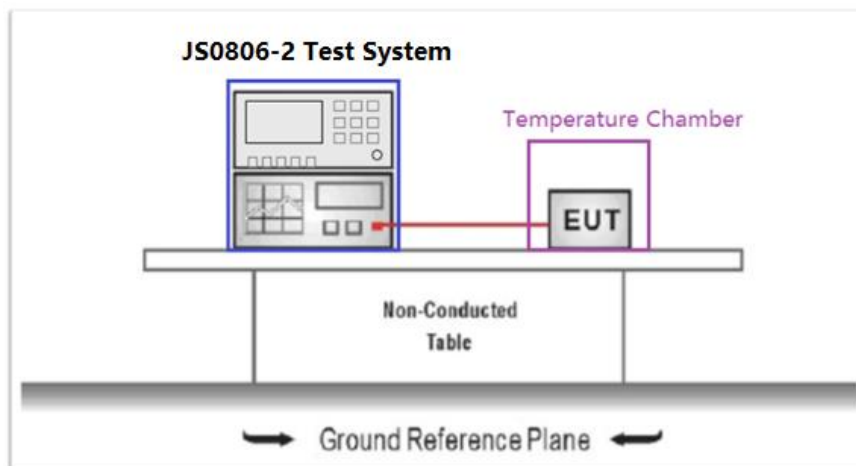 JS0806-2 Test System
Temperature Chamber
EUT
Non-Conducted
Table
Ground Reference Plane